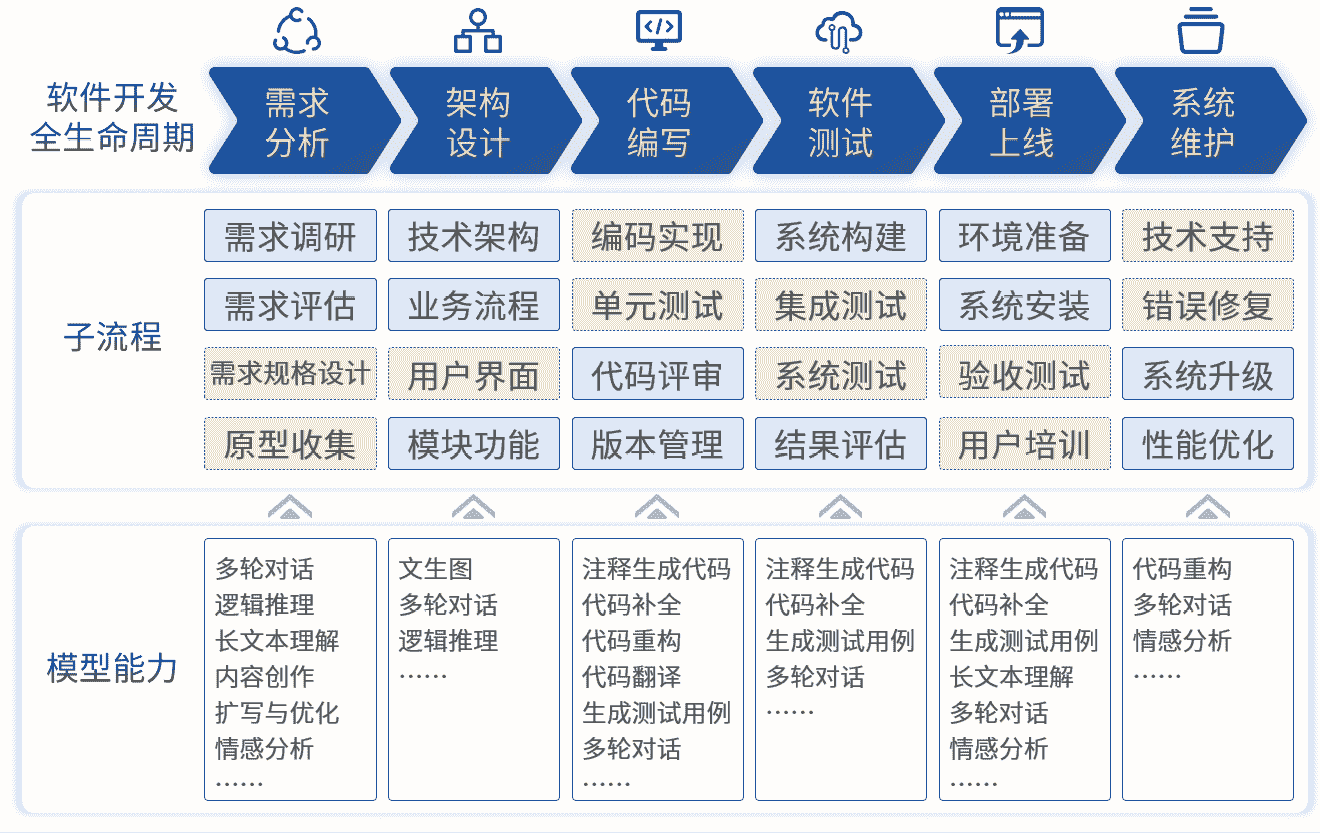 软件开发
全生命周期
需求
分析
架构
设计
代码
编写
软件
测试
部署
上线
系统
维护
子流程
需求调研
技术架构
编码实现
系统构建
环境准备
技术支持
需求评估
业务流程
单元测试
集成测试
系统安装
错误修复
需求规格设计
用户界面
代码评审
系统测试
验收测试
系统升级
原型收集
模块功能
版本管理
结果评估
用户培训
性能优化
模型能力
多轮对话
逻辑推理
长文本理解
内容创作
扩写与优化
情感分析
……
文生图
多轮对话
逻辑推理
……
注释生成代码
代码补全
代码重构
代码翻译
生成测试用例
多轮对话
……
注释生成代码
代码补全
生成测试用例
多轮对话
……
注释生成代码
代码补全
生成测试用例
长文本理解
多轮对话
情感分析
……
代码重构
多轮对话
情感分析
……